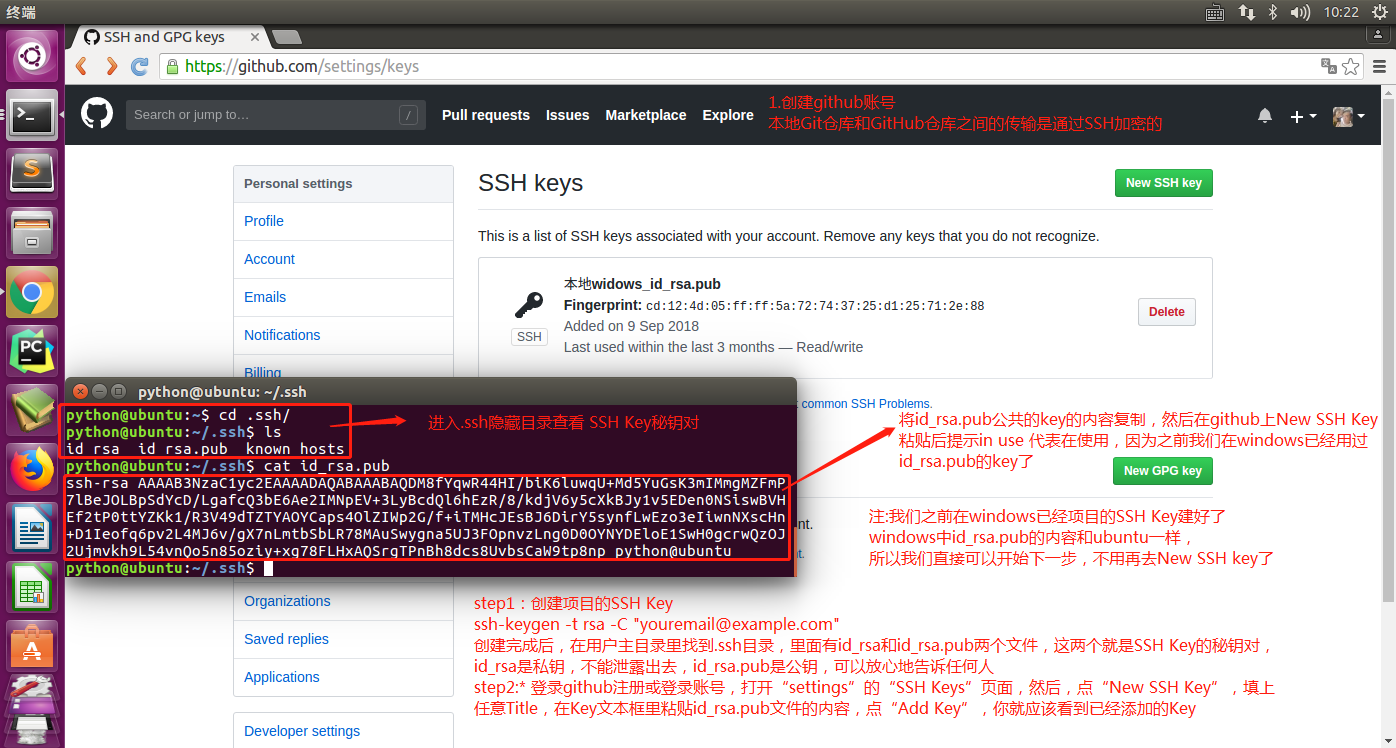 终端
10:22
SSH and GPG keys
https://github.com/settings/keys
Search or jump to…
/
Pull requests
Issues
Marketplace
Explore
1.创建github账号
本地Git仓库和GitHub仓库之间的传输是通过SSH加密的
Personal settings
Profile
Account
Emails
Notifications
Billing
SSH keys
New SSH key
This is a list of SSH keys associated with your account. Remove any keys that you do not recognize.
本地widows_id_rsa.pub
Fingerprint: cd:12:4d:05:ff:ff:5a:72:74:37:25:d1:25:71:2e:88
Added on 9 Sep 2018
Last used within the last 3 months — Read/write
SSH
Delete
common SSH Problems.
python@ubuntu: ~/.ssh
python@ubuntu:~$ cd .ssh/
python@ubuntu:~/.ssh$ ls
id_rsa id_rsa.pub known_hosts
python@ubuntu:~/.ssh$ cat id_rsa.pub
ssh-rsa AAAAB3NzaC1yc2EAAAADAQABAAABAQDM8fYqwR44HI/biK6luwqU+Md5YuGsK3mIMmgMZFmP
7lBeJOLBpSdYcD/LgafcQ3bE6Ae2IMNpEV+3LyBcdQl6hEzR/8/kdjV6y5cXkBJy1v5EDen0NSiswBVH
Ef2tP0ttYZKk1/R3V49dTZTYAOYCaps4OlZIWp2G/f+iTMHcJEsBJ6DirY5synfLwEzo3eIiwnNXscHn
+D1Ieofq6pv2L4MJ6v/gX7nLmtbSbLR78MAuSwygna5UJ3FOpnvzLng0D0OYNYDEloE1SwH0gcrwQzOJ
2Ujmvkh9L54vnQo5n85oziy+xg78FLHxAQSrgTPnBh8dcs8UvbsCaW9tp8np python@ubuntu
python@ubuntu:~/.ssh$
进入.ssh隐藏目录查看 SSH Key秘钥对
将id_rsa.pub公共的key的内容复制，然后在github上New SSH Key
粘贴后提示in use 代表在使用，因为之前我们在windows已经用过
id_rsa.pub的key了
New GPG key
nt.
t.
注:我们之前在windows已经项目的SSH Key建好了
windows中id_rsa.pub的内容和ubuntu一样，
所以我们直接可以开始下一步，不用再去New SSH key了
Organizations
Saved replies
Applications
Developer settings
step1：创建项目的SSH Key
ssh-keygen -t rsa -C "youremail@example.com"
创建完成后，在用户主目录里找到.ssh目录，里面有id_rsa和id_rsa.pub两个文件，这两个就是SSH Key的秘钥对，
id_rsa是私钥，不能泄露出去，id_rsa.pub是公钥，可以放心地告诉任何人
step2:* 登录github注册或登录账号，打开“settings”的“SSH Keys”页面，然后，点“New SSH Key”，填上
任意Title，在Key文本框里粘贴id_rsa.pub文件的内容，点“Add Key”，你就应该看到已经添加的Key